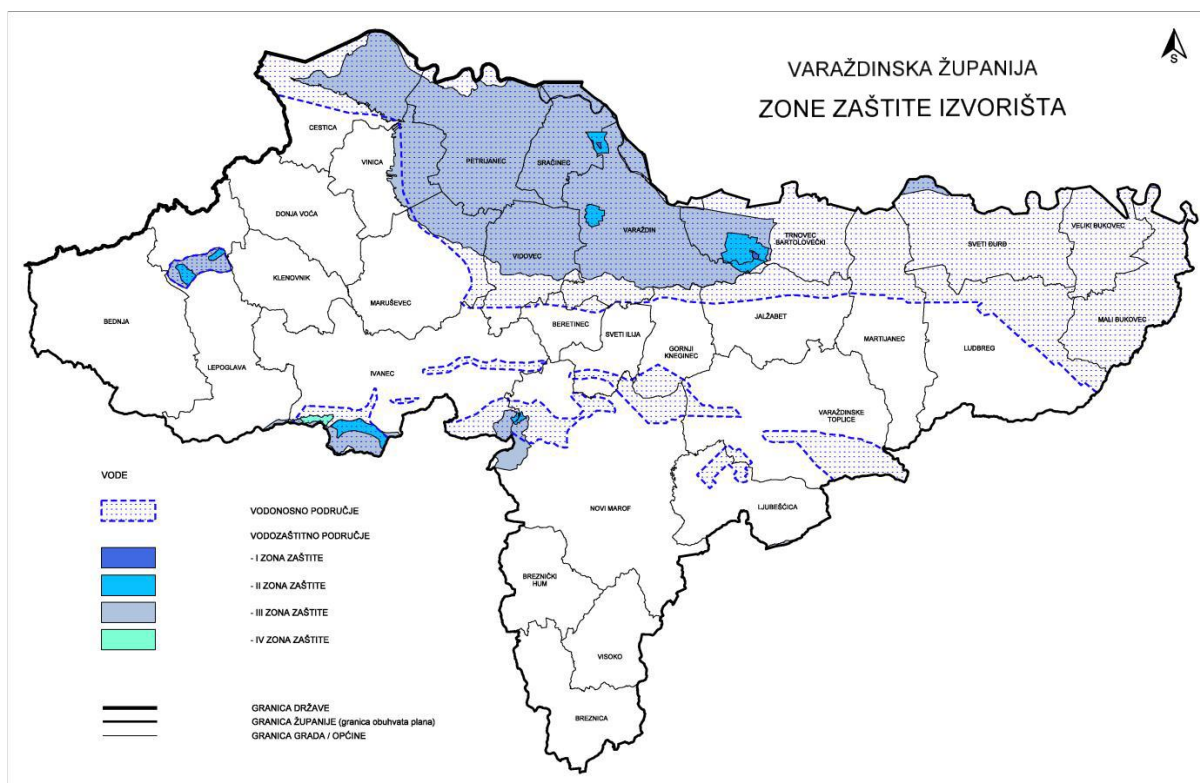 VARAŽDINSKA ŽUPANIJA
ZONE ZAŠTITE IZVORIŠTA
S
CESTICA
VINICA
PETRIJANEC
SRAČINEC
DONJA VOĆA
VARAŽDIN
TRNOVEC
BARTOLOVEČKI
SVETI ĐURĐ
VELIKI BUKOVEC
VIDOVEC
KLENOVNIK
MARUŠEVEC
BEDNJA
BERETINEC
SVETI ILIJA
JALŽABET
MALI BUKOVEC
GORNJI
KNEGINEC
MARTIJANEC
LUDBREG
LEPOGLAVA
IVANEC
VARAŽDINSKE
TOPLICE
NOVI MAROF
LJUBEŠĆICA
BREZNIČKI
HUM
VISOKO
BREZNICA
VODE
VODONOSNO PODRUČJE
VODOZAŠTITNO PODRUČJE
- I ZONA ZAŠTITE
- II ZONA ZAŠTITE
- III ZONA ZAŠTITE
- IV ZONA ZAŠTITE
GRANICA DRŽAVE
GRANICA ŽUPANIJE (granica obuhvata plana)
GRANICA GRADA / OPĆINE